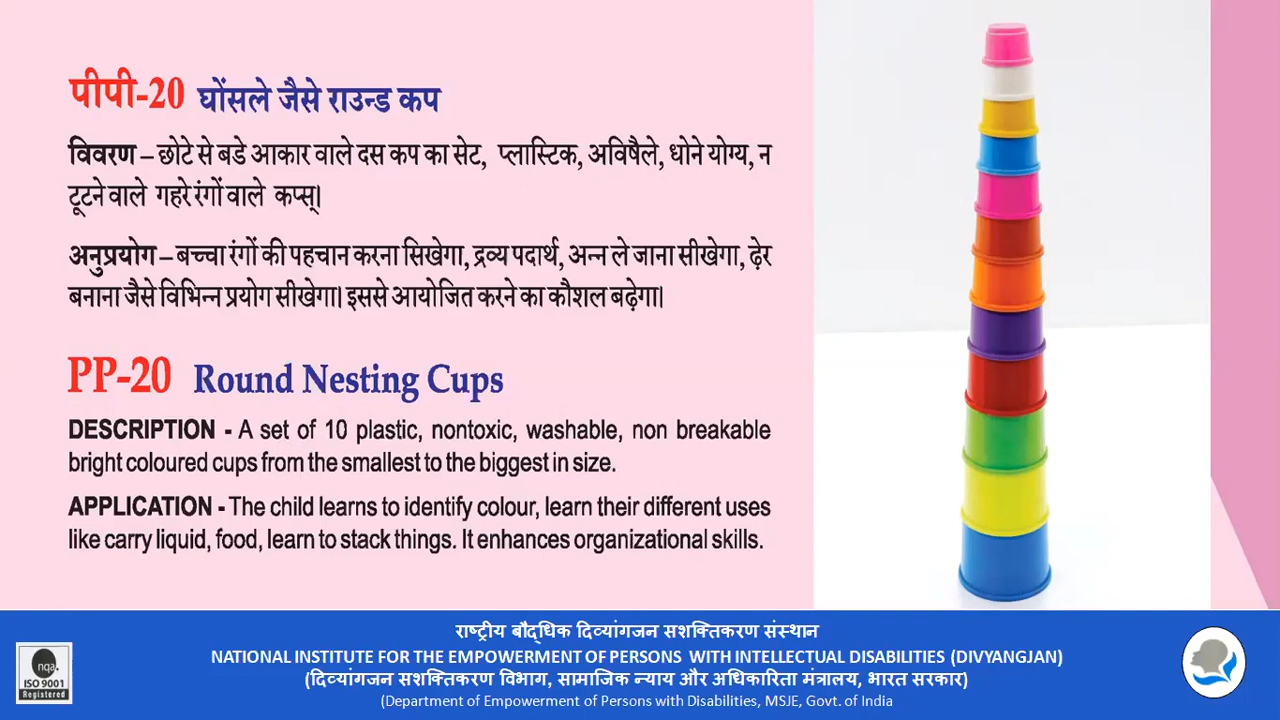 पीपी-20 घोंसले जैसे राउन्ड कप
विवरण – छोटे से बडे आकार वाले दस कप का सेट, प्लास्टिक, अविषैले, धोने योग्य, न
टूटने वाले गहरे रंगों वाले कप्स्।
अनुप्रयोग – बच्चा रंगों की पहचान करना सिखेगा, द्रव्य पदार्थ, अन्न ले जाना सीखेगा, ढ़ेर
बनाना जैसे विभिन्न प्रयोग सीखेगा। इससे आयोजित करने का कौशल बढ़ेगा।
PP-20 Round Nesting Cups
DESCRIPTION - A set of 10 plastic, nontoxic, washable, non breakable
bright coloured cups from the smallest to the biggest in size.
APPLICATION - The child learns to identify colour, learn their different uses
like carry liquid, food, learn to stack things. It enhances organizational skills.
राष्ट्रीय बौद्धिक दिव्यांगजन सशक्तिकरण संस्थान
NATIONAL INSTITUTE FOR THE EMPOWERMENT OF PERSONS WITH INTELLECTUAL DISABILITIES (DIVYANGJAN)
(दिव्यांगजन सशक्तिकरण विभाग, सामाजिक न्याय और अधिकारिता मंत्रालय, भारत सरकार)
(Department of Empowerment of Persons with Disabilities, MSJE, Govt. of India
nqa.
ISO 9001
Registered